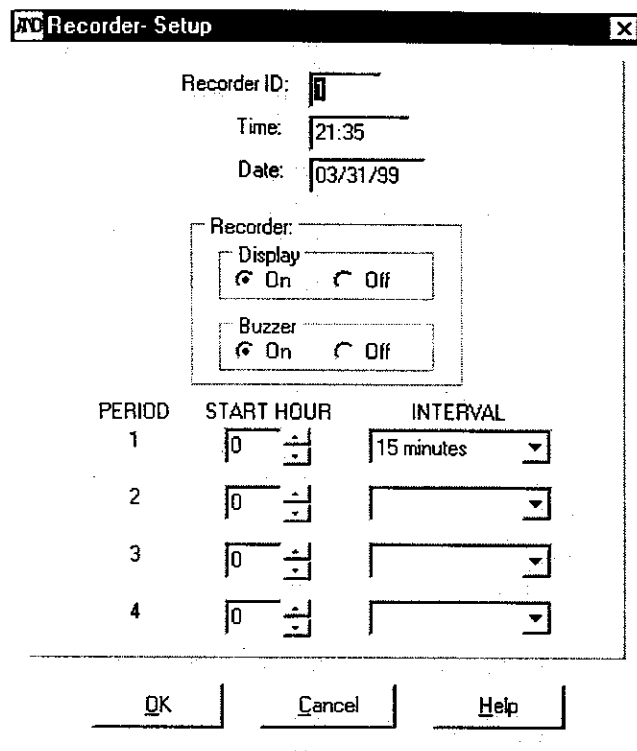 AND Recorder- Setup
Recorder ID: 1
Time: 21:35
Date: 03/31/99
Recorder:
Display
On Off
Buzzer
On Off
PERIOD START HOUR INTERVAL
1 0 15 minutes
2 0
3 0
4 0
OK Cancel Help